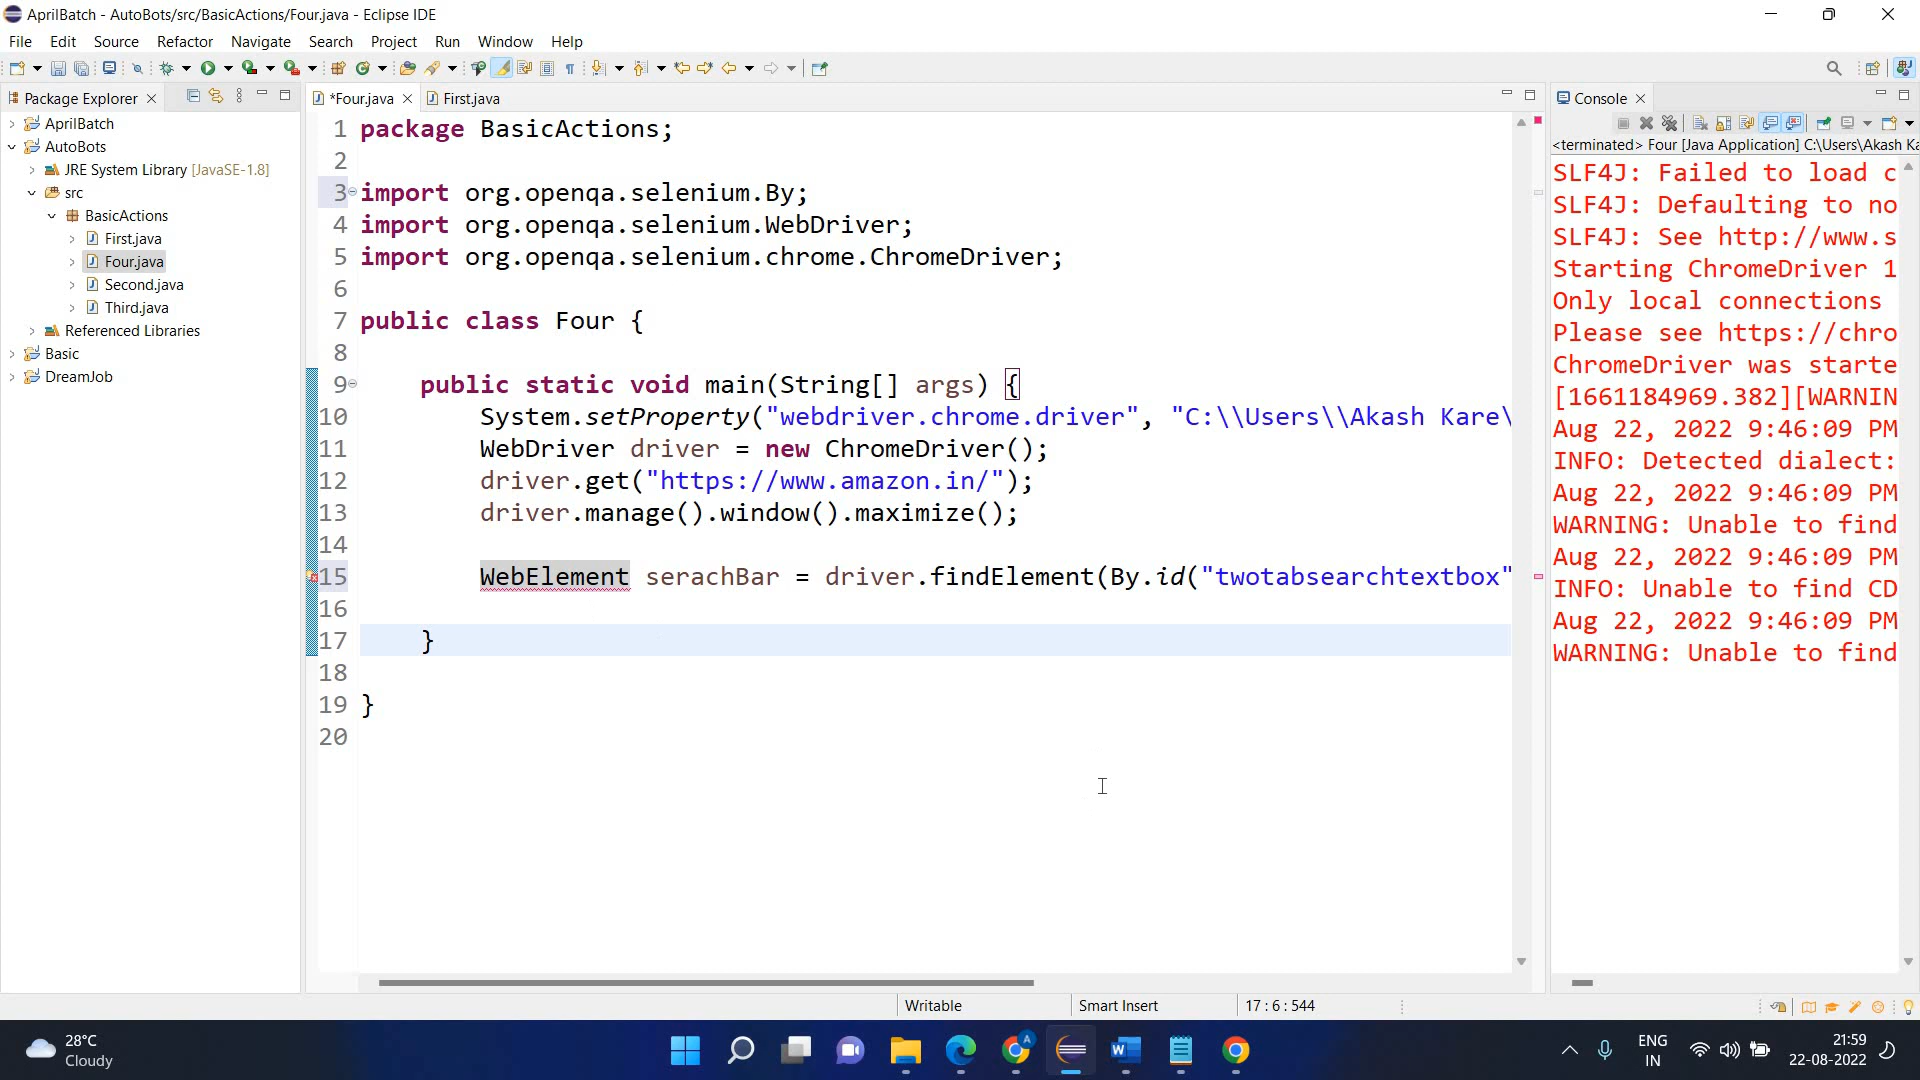 AprilBatch - AutoBots/src/BasicActions/Four.java - Eclipse IDE
File Edit Source Refactor Navigate Search Project Run Window Help
Package Explorer
AprilBatch
AutoBots
JRE System Library [JavaSE-1.8]
src
BasicActions
First.java
Four.java
Second.java
Third.java
Referenced Libraries
Basic
DreamJob
*Four.java First.java
1 package BasicActions;
2
3 import org.openqa.selenium.By;
4 import org.openqa.selenium.WebDriver;
5 import org.openqa.selenium.chrome.ChromeDriver;
6
7 public class Four {
8
9 public static void main(String[] args) {
10 System.setProperty("webdriver.chrome.driver", "C:\\Users\\Akash Kare\
11 WebDriver driver = new ChromeDriver();
12 driver.get("https://www.amazon.in/");
13 driver.manage().window().maximize();
14
15 WebElement serachBar = driver.findElement(By.id("twotabsearchtextbox"
16
17 }
18
19 }
20
Console
<terminated> Four [Java Application] C:\Users\Akash Ka
SLF4J: Failed to load c
SLF4J: Defaulting to no
SLF4J: See http://www.s
Starting ChromeDriver 1
Only local connections
Please see https://chro
ChromeDriver was starte
[1661184969.382][WARNIN
Aug 22, 2022 9:46:09 PM
INFO: Detected dialect:
Aug 22, 2022 9:46:09 PM
WARNING: Unable to find
Aug 22, 2022 9:46:09 PM
INFO: Unable to find CD
Aug 22, 2022 9:46:09 PM
WARNING: Unable to find
Writable Smart Insert 17 : 6 : 544
28°C
Cloudy
A
W
ENG
IN
21:59
22-08-2022